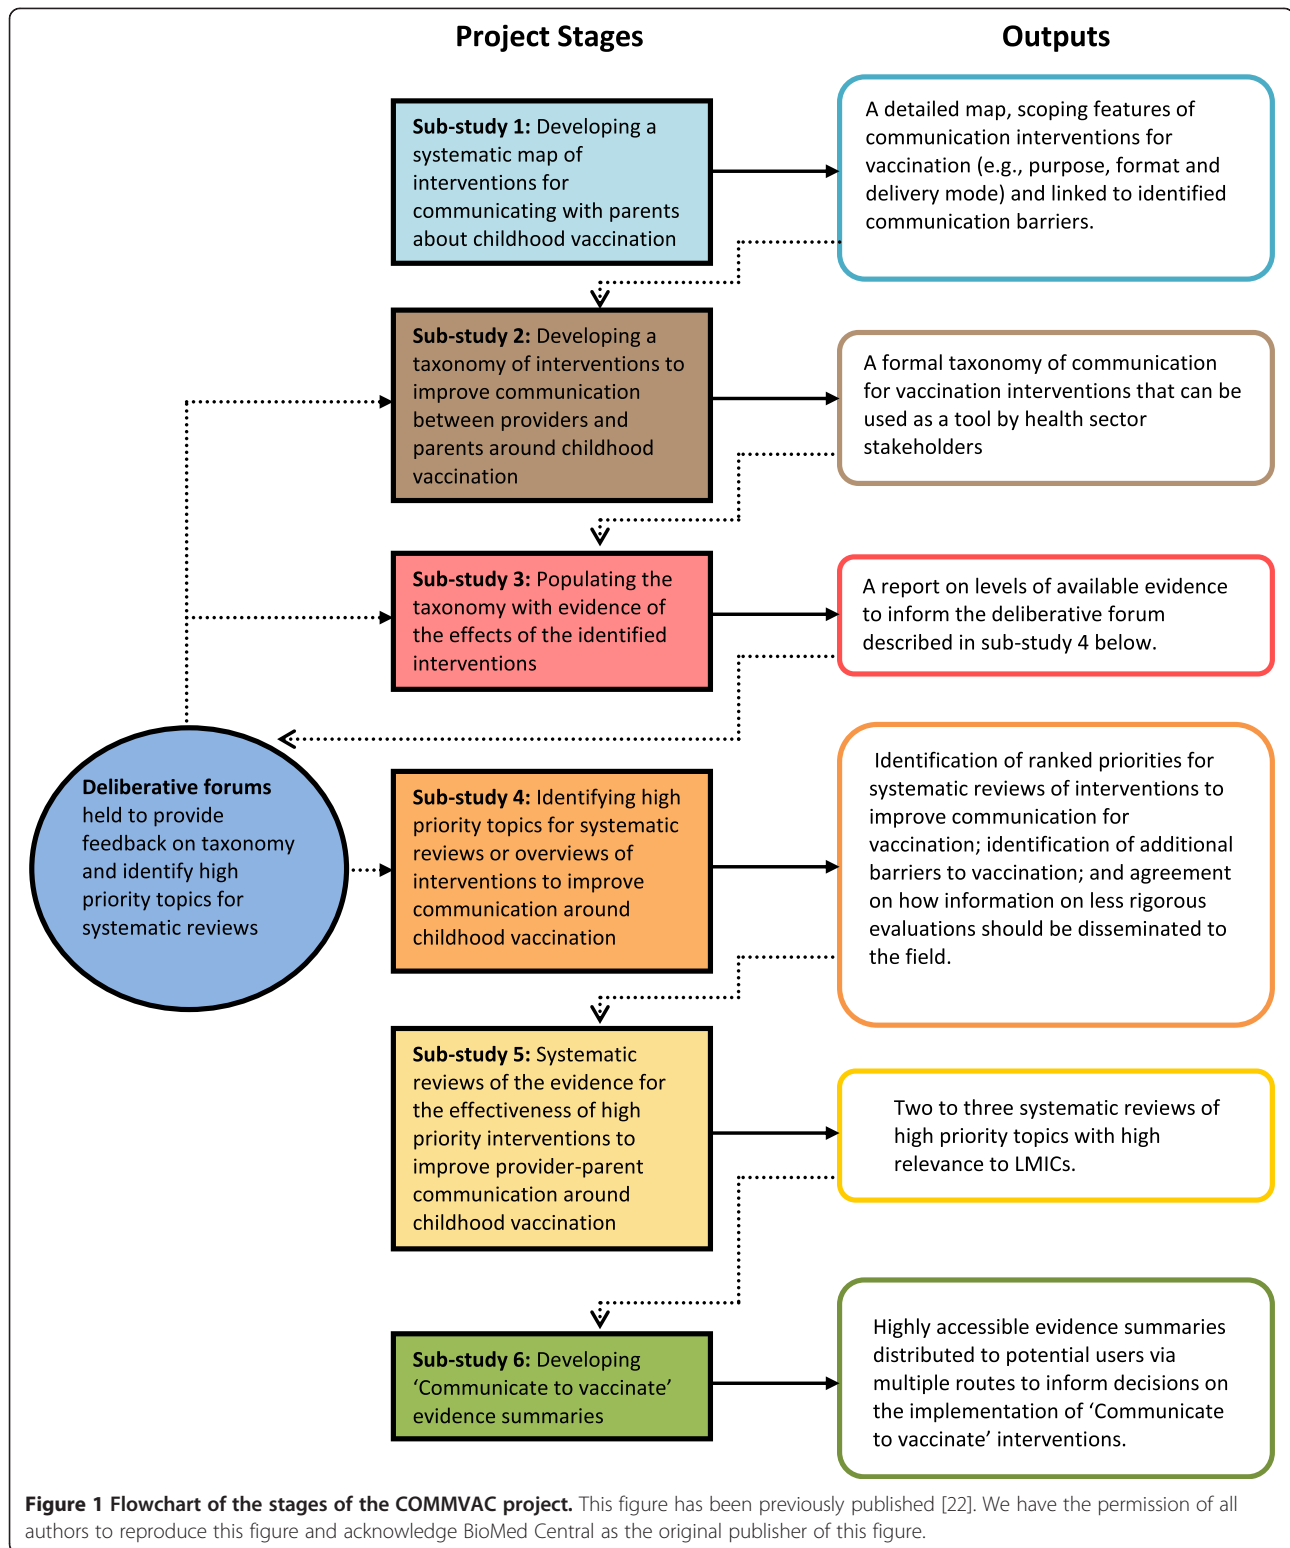 Project Stages
Outputs
Sub-study 1: Developing a
systematic map of
interventions for
communicating with parents
about childhood vaccination
A detailed map, scoping features of
communication interventions for
vaccination (e.g., purpose, format and
delivery mode) and linked to identified
communication barriers.
Sub-study 2: Developing a
taxonomy of interventions to
improve communication
between providers and
parents around childhood
vaccination
A formal taxonomy of communication
for vaccination interventions that can be
used as a tool by health sector
stakeholders
Sub-study 3: Populating the
taxonomy with evidence of
the effects of the identified
interventions
A report on levels of available evidence
to inform the deliberative forum
described in sub-study 4 below.
Deliberative forums
held to provide
feedback on taxonomy
and identify high
priority topics for
systematic reviews
Sub-study 4: Identifying high
priority topics for systematic
reviews or overviews of
interventions to improve
communication around
childhood vaccination
Identification of ranked priorities for
systematic reviews of interventions to
improve communication for
vaccination; identification of additional
barriers to vaccination; and agreement
on how information on less rigorous
evaluations should be disseminated to
the field.
Sub-study 5: Systematic
reviews of the evidence for
the effectiveness of high
priority interventions to
improve provider-parent
communication around
childhood vaccination
Two to three systematic reviews of
high priority topics with high
relevance to LMICs.
Sub-study 6: Developing
‘Communicate to vaccinate’
evidence summaries
Highly accessible evidence summaries
distributed to potential users via
multiple routes to inform decisions on
the implementation of ‘Communicate
to vaccinate’ interventions.
Figure 1 Flowchart of the stages of the COMMVAC project. This figure has been previously published [22]. We have the permission of all
authors to reproduce this figure and acknowledge BioMed Central as the original publisher of this figure.